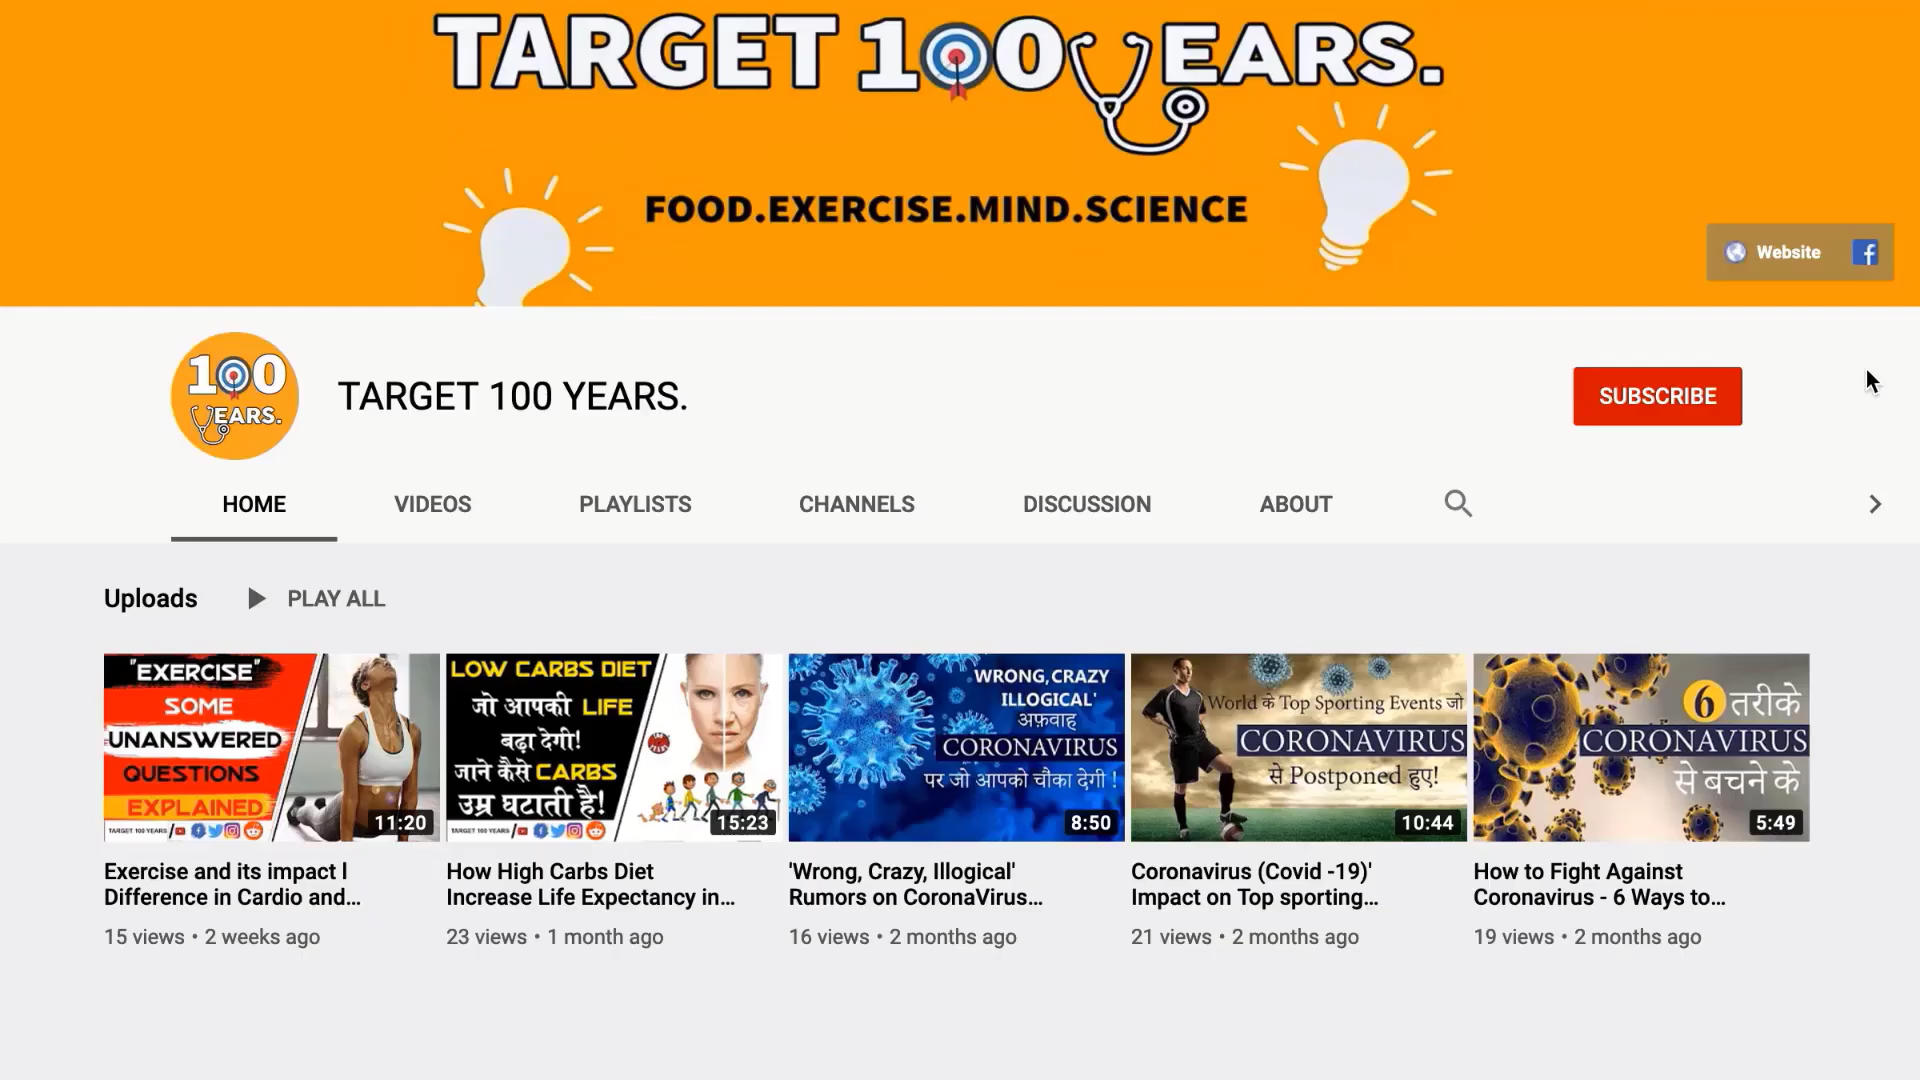 TARGET 100 YEARS.
FOOD.EXERCISE.MIND.SCIENCE
Website
100
YEARS.
TARGET 100 YEARS.
SUBSCRIBE
HOME
VIDEOS
PLAYLISTS
CHANNELS
DISCUSSION
ABOUT
Uploads
PLAY ALL
"EXERCISE"
SOME
UNANSWERED
QUESTIONS
EXPLAINED
TARGET 100 YEARS
11:20
Exercise and its impact l
Difference in Cardio and...
15 views • 2 weeks ago
LOW CARBS DIET
जो आपकी LIFE
बढ़ा देगी!
जाने कैसे CARBS
उम्र घटाती है!
TARGET 100 YEARS
15:23
How High Carbs Diet
Increase Life Expectancy in...
23 views • 1 month ago
WRONG, CRAZY
ILLOGICAL'
अफ़वाह
CORONAVIRUS
पर जो आपको चौका देगी !
8:50
'Wrong, Crazy, Illogical'
Rumors on CoronaVirus...
16 views • 2 months ago
World के Top Sporting Events जो
CORONAVIRUS
से Postponed हुए!
10:44
Coronavirus (Covid -19)'
Impact on Top sporting...
21 views • 2 months ago
6 तरीके
CORONAVIRUS
से बचने के
5:49
How to Fight Against
Coronavirus - 6 Ways to...
19 views • 2 months ago